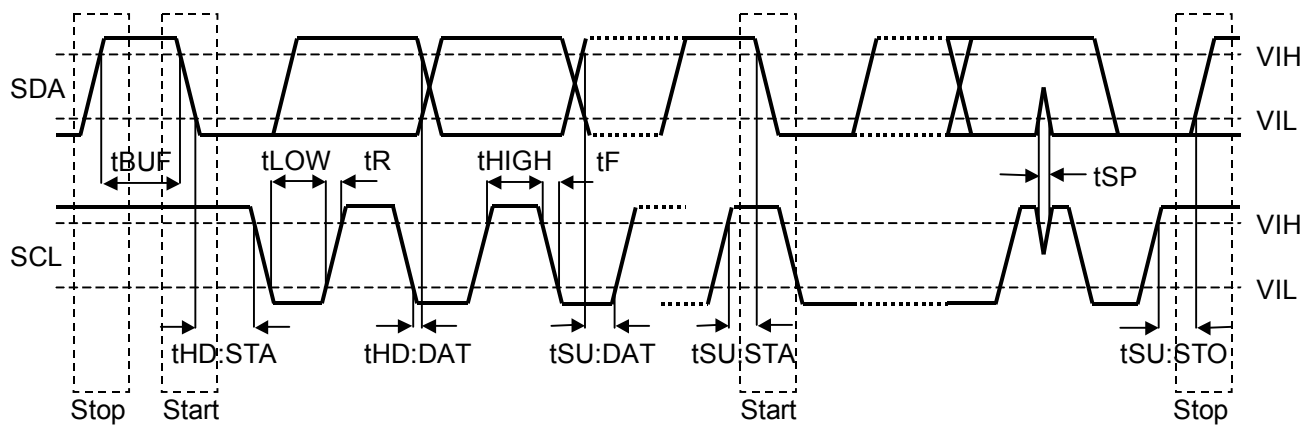 VIH
SDA
VIL
tBUF tLOW tR tHIGH tF tSP
VIH
SCL
VIL
tHD:STA tHD:DAT tSU:DAT tSU:STA tSU:STO
Stop Start Start Stop